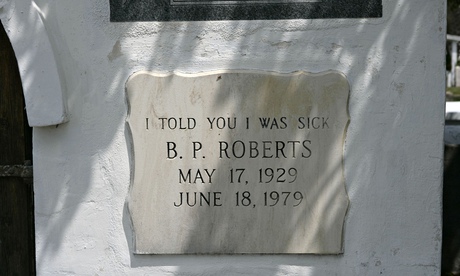 I TOLD YOU I WAS SICK
B. P. ROBERTS
MAY 17, 1929
JUNE 18, 1979